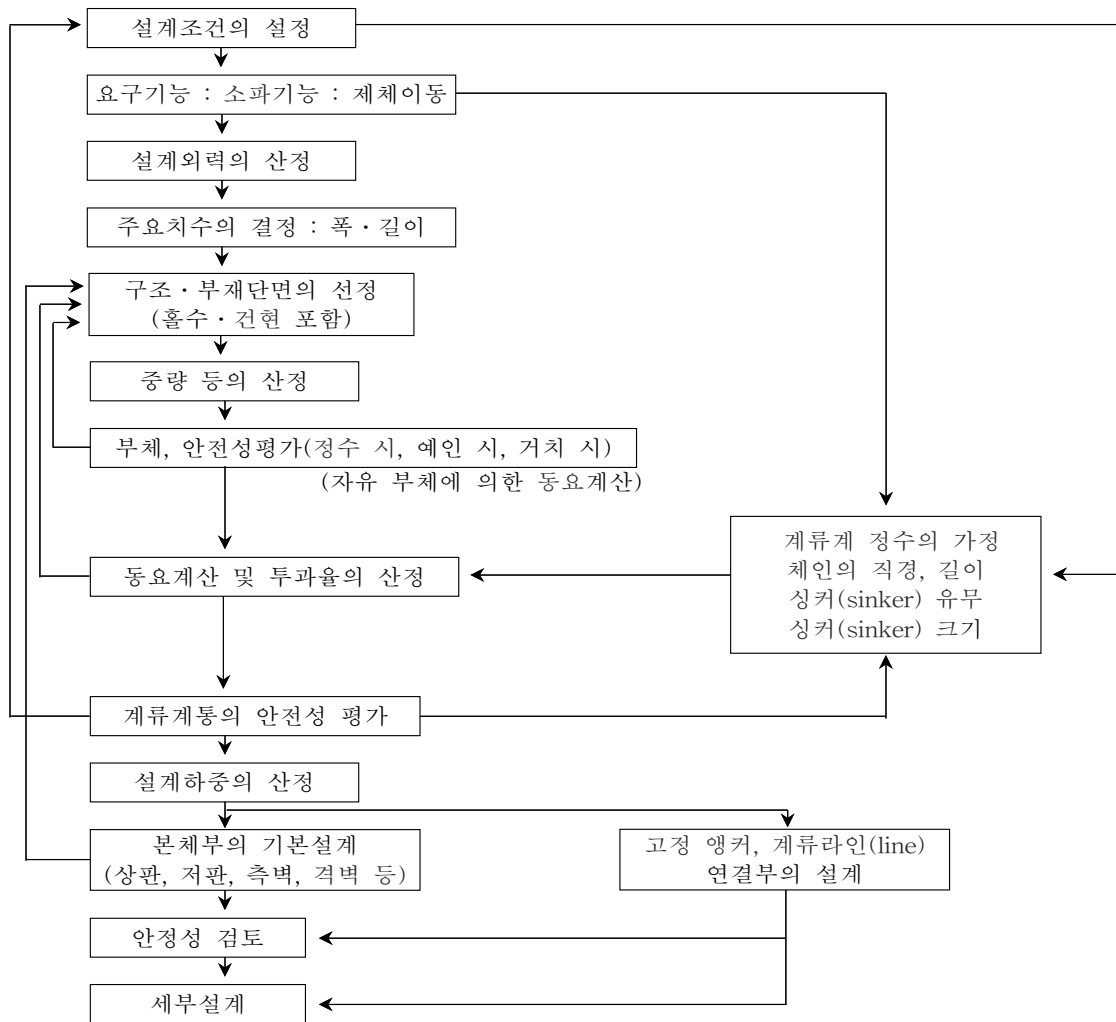 설계조건의 설정
요구기능 : 소파기능 : 제체이동
설계외력의 산정
주요치수의 결정 : 폭·길이
구조·부재단면의 선정
(홀수·건현 포함)
중량 등의 산정
부체, 안전성평가(정수 시, 예인 시, 거치 시)
(자유 부체에 의한 동요계산)
계류계 정수의 가정
체인의 직경, 길이
싱커(sinker) 유무
싱커(sinker) 크기
동요계산 및 투과율의 산정
계류계통의 안전성 평가
설계하중의 산정
본체부의 기본설계
(상판, 저판, 측벽, 격벽 등)
고정 앵커, 계류라인(line)
연결부의 설계
안정성 검토
세부설계